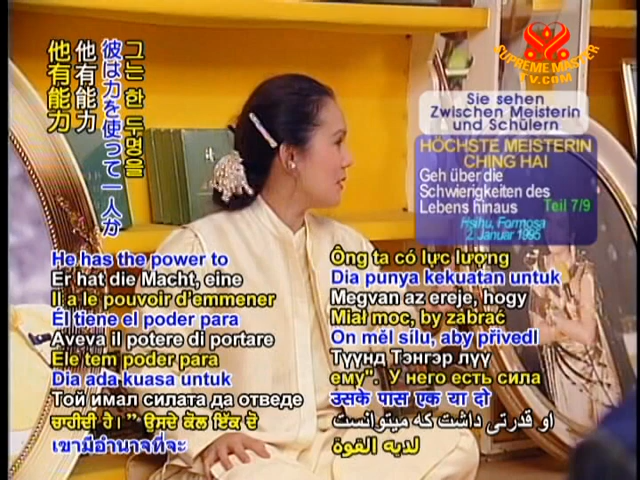 SUPREME MASTER
TV.COM
Sie sehen
Zwischen Meisterin
und Schülern
HÖCHSTE MEISTERIN
CHING HAI
Geh über die
Schwierigkeiten des
Lebens hinaus Teil 7/9
Hsihu, Formosa
2. Januar 1995
그는 한 두명을
彼は力を使って一人か
他有能力
他有能力
He has the power to
Er hat die Macht, eine
Il a le pouvoir d'emmener
Él tiene el poder para
Aveva il potere di portare
Ele tem poder para
Dia ada kuasa untuk
Той имал силата да отведе
ਚਾਹੀਦੀ ਹੈ।” ਉਸਦੇ ਕੋਲ ਇੱਕ ਦੋ
เขามีอำนาจที่จะ
Ông ta có lực lượng
Dia punya kekuatan untuk
Megvan az ereje, hogy
Miał moc, by zabrać
On měl sílu, aby přivedl
Түүнд Тэнгэр лүү
ему". У него есть сила
उसके पास एक या दो
او قدرتی داشت که میتوانست
لديه القوة